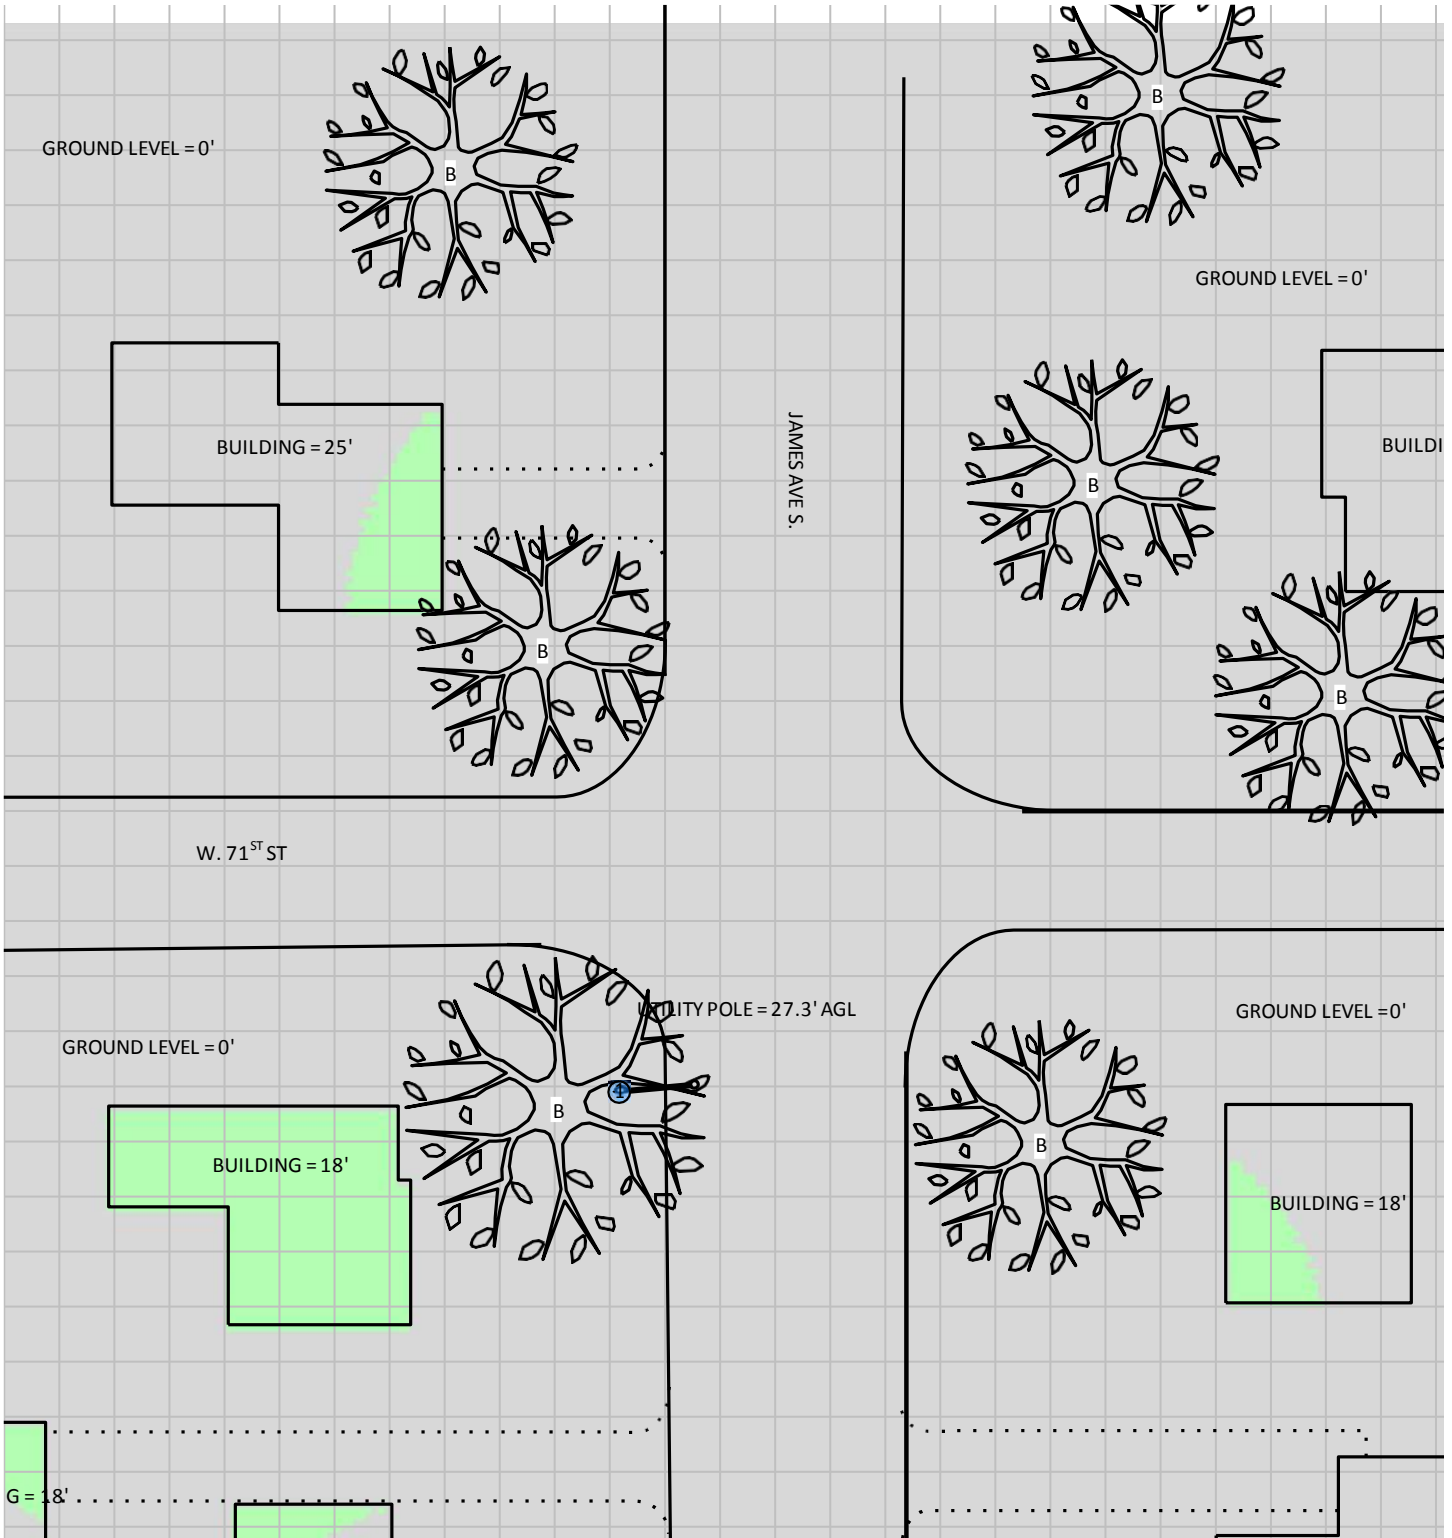 B
GROUND LEVEL = 0'
B
GROUND LEVEL = 0'
BUILDING = 25'
JAMES AVE S.
BUILDI
B
B
B
W. 71ST ST
UTILITY POLE = 27.3' AGL
GROUND LEVEL = 0'
GROUND LEVEL = 0'
1
B
B
BUILDING = 18'
BUILDING = 18'
G = 18'